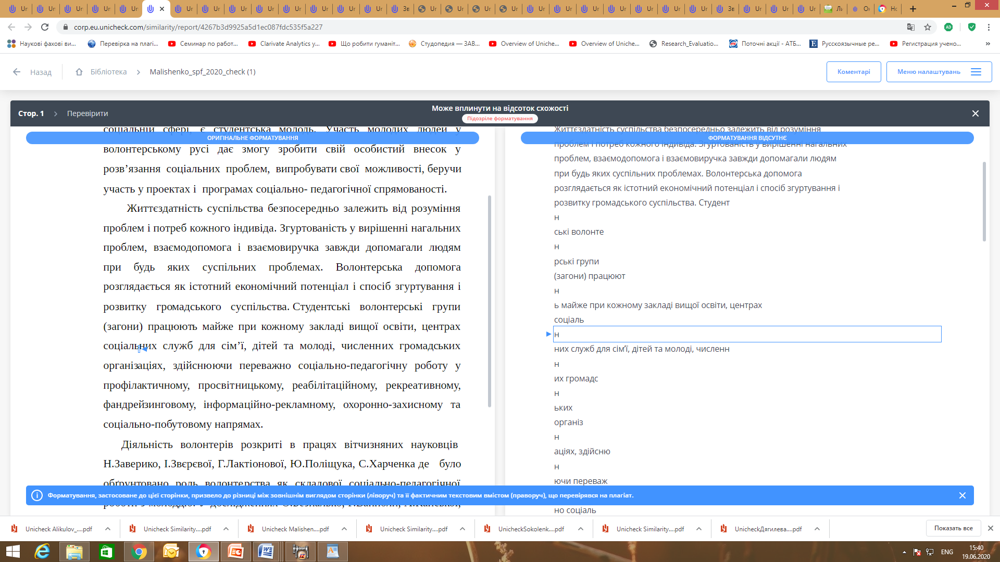 Ur Ur Ur Ur Ur Ur Ur Ur Ur Ur Ur Ur Ur Зв Ur Ur Ur Ur Ur Ur Ur Ur Ur Ur Ur Зв Ur Ur Ur Ли Он Но
corp.eu.unicheck.com/similarity/report/4267b3d9925a5d1ec087fdc535f5a227
Наукові фахові ви... Перевірка на плагі... Семинар по работ... Clarivate Analytics у... Що робити гуманіт... Студопедия — ЗАВ... Overview of Uniche... Overview of Uniche... Research_Evaluatio... Поточні акції - АТБ... Русскоязычные ре... Регистрация учено... »
Назад Бібліотека Malishenko_spf_2020_check (1) Коментарі Меню налаштувань
Стор. 1 Перевірити Може вплинути на відсоток схожості
Підозріле форматування
ОРИГІНАЛЬНЕ ФОРМАТУВАННЯ
соціальній сфері, є студентська молодь. Участь молодих людей у
волонтерському русі дає змогу зробити свій особистий внесок у
розв’язання соціальних проблем, випробувати свої можливості, беручи
участь у проектах і програмах соціально- педагогічної спрямованості.
Життєздатність суспільства безпосередньо залежить від розуміння
проблем і потреб кожного індивіда. Згуртованість у вирішенні нагальних
проблем, взаємодопомога і взаємовиручка завжди допомагали людям
при будь яких суспільних проблемах. Волонтерська допомога
розглядається як істотний економічний потенціал і спосіб згуртування і
розвитку громадського суспільства. Студентські волонтерські групи
(загони) працюють майже при кожному закладі вищої освіти, центрах
соціальних служб для сім’ї, дітей та молоді, численних громадських
організаціях, здійснюючи переважно соціально-педагогічну роботу у
профілактичному, просвітницькому, реабілітаційному, рекреативному,
фандрейзинговому, інформаційно-рекламному, охоронно-захисному та
соціально-побутовому напрямах.
Діяльність волонтерів розкриті в працях вітчизняних науковців
Н.Заверико, І.Звєрєвої, Г.Лактіонової, Ю.Поліщука, С.Харченка де було
обґрунтовано роль волонтерства як складової соціально-педагогічної
ФОРМАТУВАННЯ ВІДСУТНЄ
Життєздатність суспільства безпосередньо залежить від розуміння
проблем і потреб кожного індивіда. Згуртованість у вирішенні нагальних
проблем, взаємодопомога і взаємовиручка завжди допомагали людям
при будь яких суспільних проблемах. Волонтерська допомога
розглядається як істотний економічний потенціал і спосіб згуртування і
розвитку громадського суспільства. Студент
н
ські волонте
н
рські групи
(загони) працюют
н
ь майже при кожному закладі вищої освіти, центрах
соціаль
н
них служб для сім’ї, дітей та молоді, численн
н
их громадс
н
ьких
організ
н
аціях, здійсню
н
ючи переваж
но соціаль
Форматування, застосоване до цієї сторінки, призвело до різниці між зовнішнім виглядом сторінки (ліворуч) та її фактичним текстовим вмістом (праворуч), що перевірявся на плагіат.
Unicheck Alikulov_....pdf Unicheck Similarity....pdf Unicheck Malishen....pdf Unicheck Similarity....pdf UnicheckSokolenk....pdf Unicheck Similarity....pdf UnicheckДягилева....pdf Показать все
ENG 15:40
19.06.2020